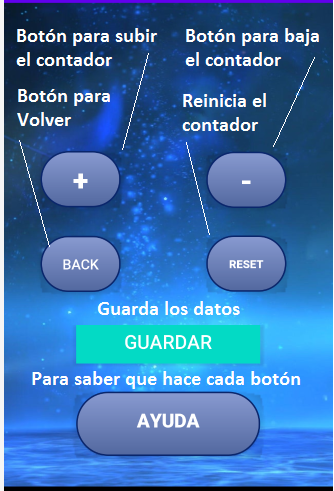 Botón para subir
el contador
Botón para baja
el contador
Botón para
Volver
Reinicia el
contador
+
-
BACK
RESET
Guarda los datos
GUARDAR
Para saber que hace cada botón
AYUDA